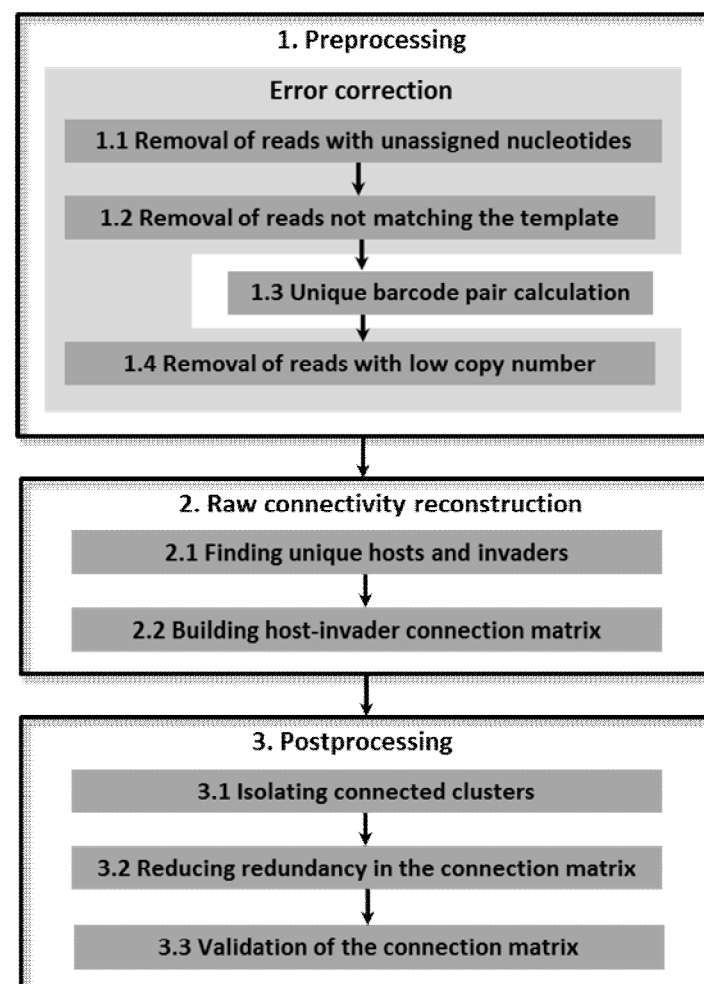 1. Preprocessing
Error correction
1.1 Removal of reads with unassigned nucleotides
1.2 Removal of reads not matching the template
1.3 Unique barcode pair calculation
1.4 Removal of reads with low copy number
2. Raw connectivity reconstruction
2.1 Finding unique hosts and invaders
2.2 Building host-invader connection matrix
3. Postprocessing
3.1 Isolating connected clusters
3.2 Reducing redundancy in the connection matrix
3.3 Validation of the connection matrix